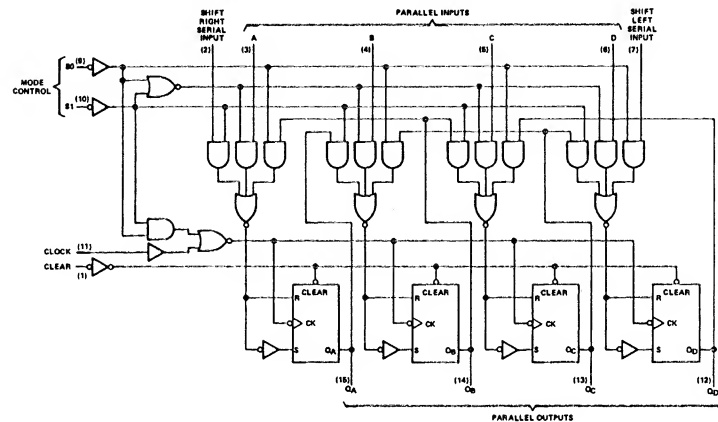 SHIFT RIGHT SERIAL INPUT
(2)
PARALLEL INPUTS
A
(3)
B
(4)
C
(5)
D
(6)
SHIFT LEFT SERIAL INPUT
(7)
MODE CONTROL
S0 (9)
S1 (10)
CLOCK (11)
CLEAR (1)
CLEAR
R
CK
S
QA
CLEAR
R
CK
S
QB
CLEAR
R
CK
S
QC
CLEAR
R
CK
S
QD
(15)
QA
(14)
QB
(13)
QC
(12)
QD
PARALLEL OUTPUTS